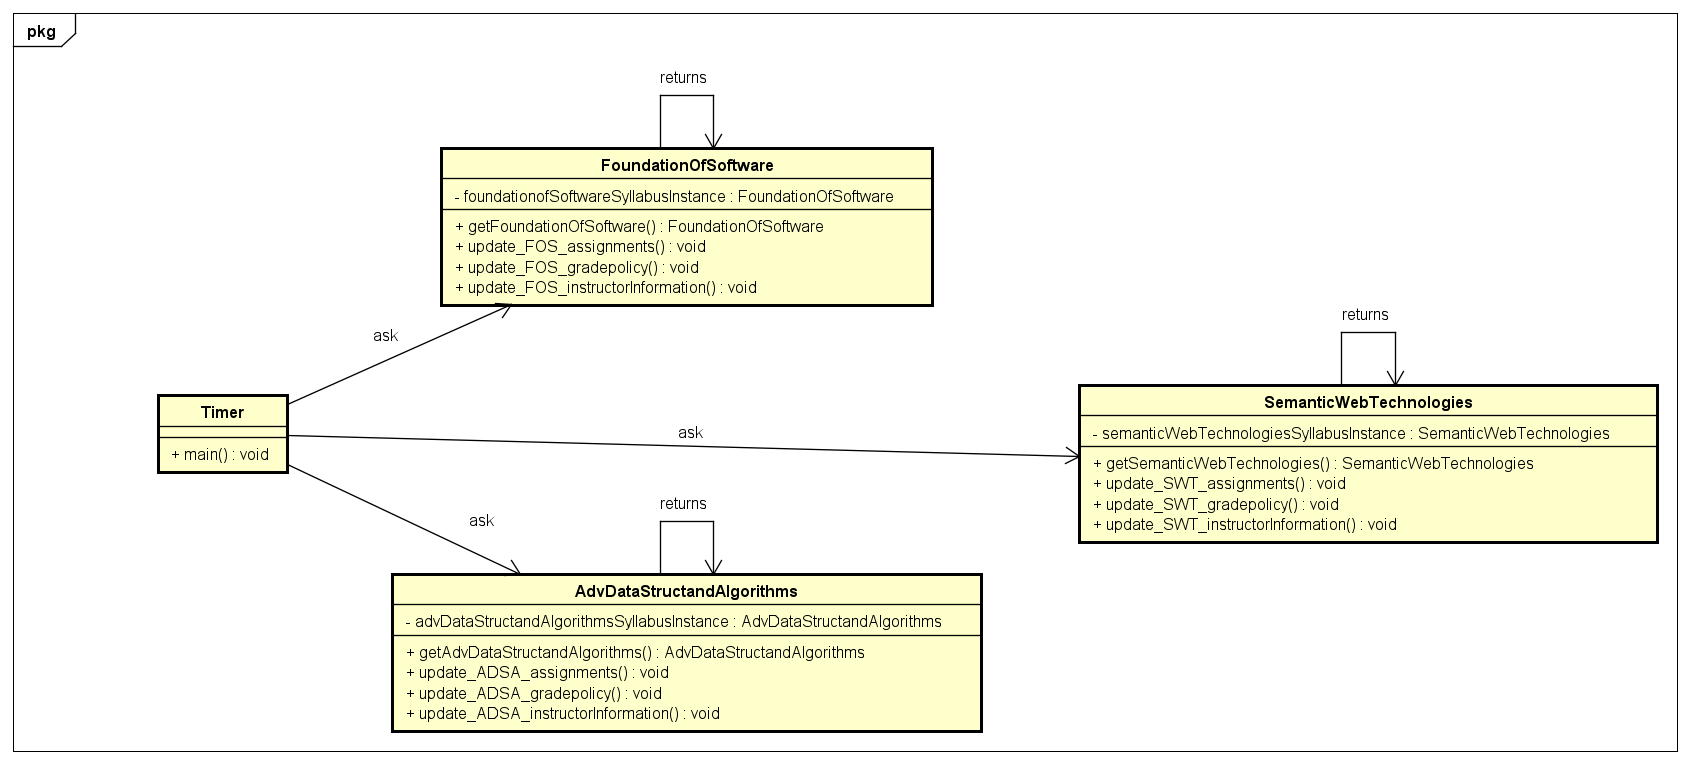 pkg
returns
FoundationOfSoftware
- foundationofSoftwareSyllabusInstance : FoundationOfSoftware
+ getFoundationOfSoftware() : FoundationOfSoftware
+ update_FOS_assignments() : void
+ update_FOS_gradepolicy() : void
+ update_FOS_instructorInformation() : void
ask
returns
Timer
+ main() : void
ask
SemanticWebTechnologies
- semanticWebTechnologiesSyllabusInstance : SemanticWebTechnologies
+ getSemanticWebTechnologies() : SemanticWebTechnologies
+ update_SWT_assignments() : void
+ update_SWT_gradepolicy() : void
+ update_SWT_instructorInformation() : void
ask
returns
AdvDataStructandAlgorithms
- advDataStructandAlgorithmsSyllabusInstance : AdvDataStructandAlgorithms
+ getAdvDataStructandAlgorithms() : AdvDataStructandAlgorithms
+ update_ADSA_assignments() : void
+ update_ADSA_gradepolicy() : void
+ update_ADSA_instructorInformation() : void